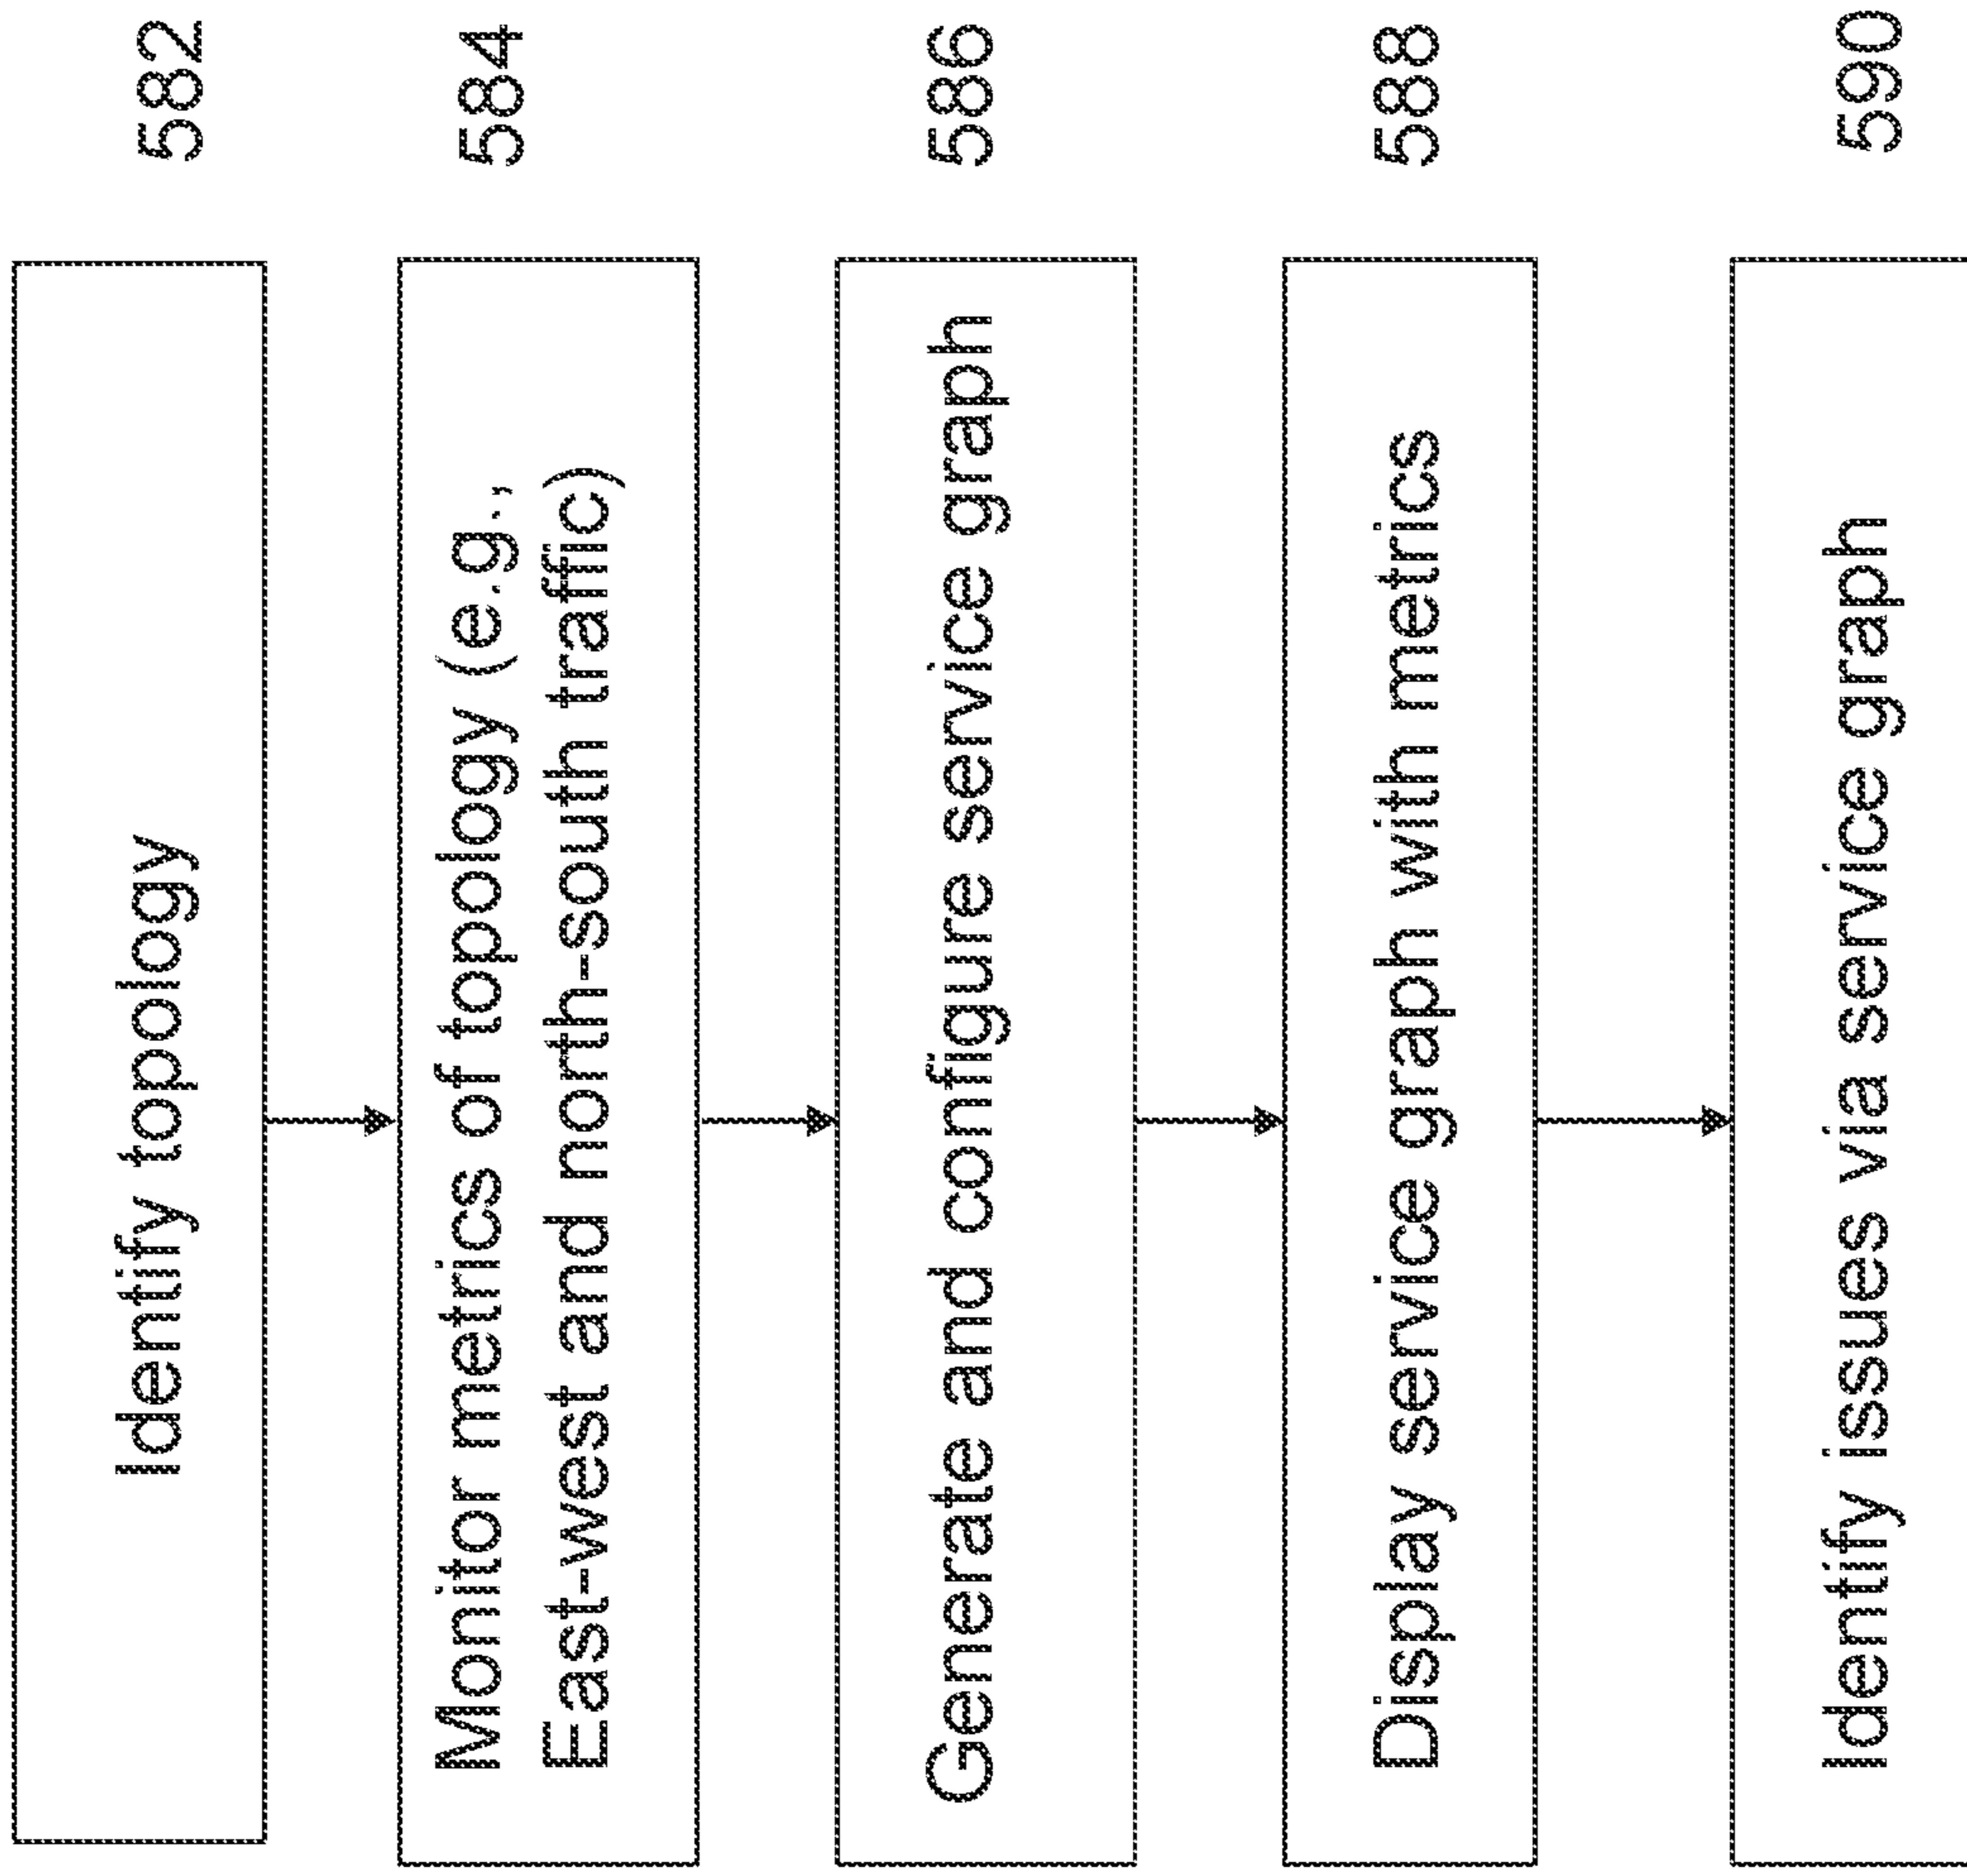 Identify topology
582
Monitor metrics of topology (e.g.,
East-west and north-south traffic)
584
Generate and configure service graph
586
Display service graph with metrics
588
Identify issues via service graph
590